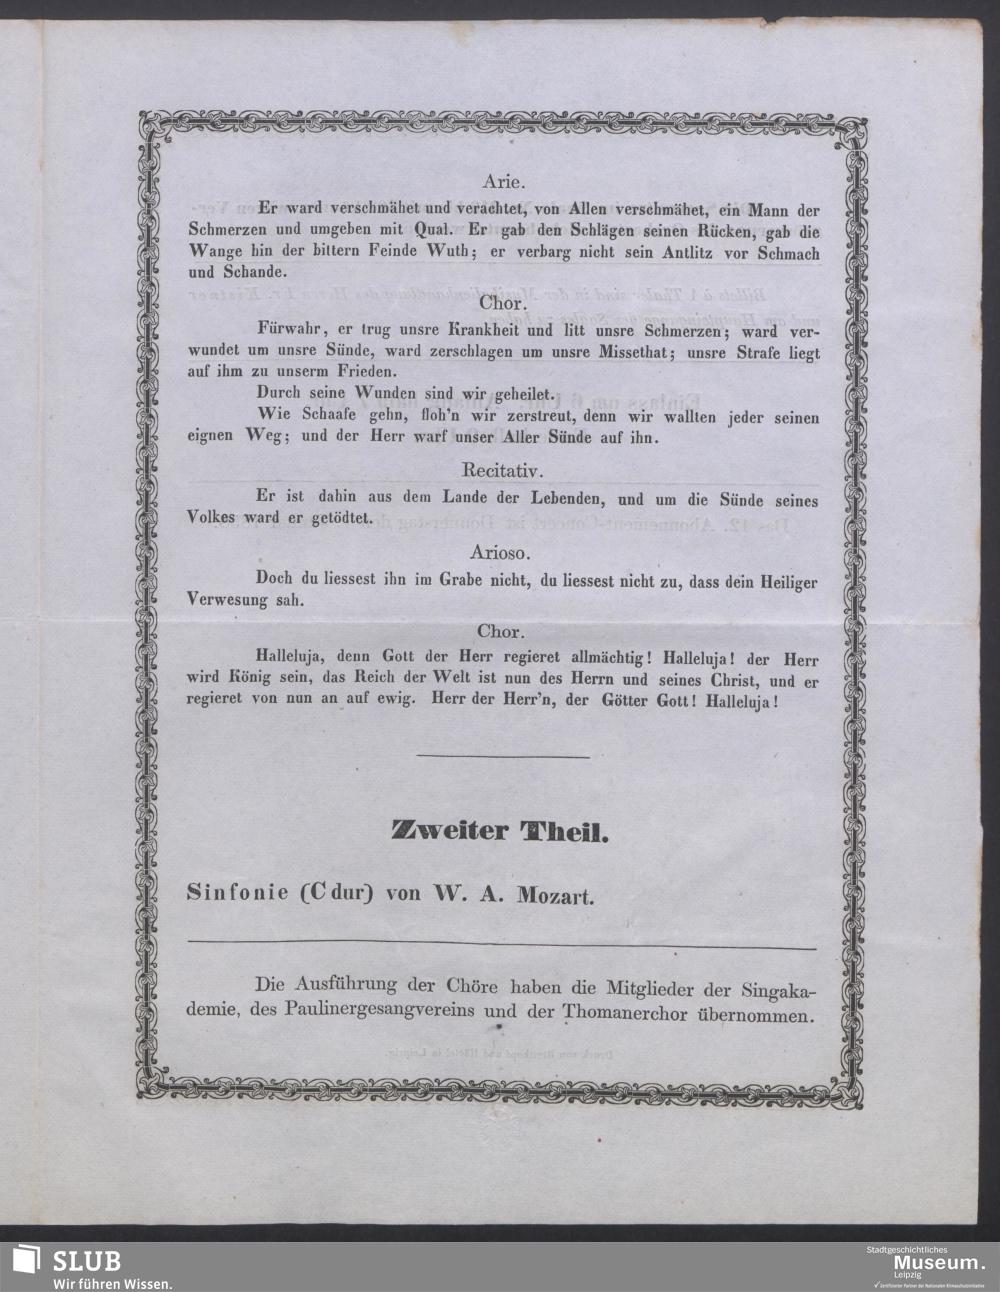 Arie.
Er ward verschmähet und verachtet, von Allen verschmähet, ein Mann der
Schmerzen und umgeben mit Qual. Er gab den Schlägen seinen Rücken, gab die
Wange hin der bittern Feinde Wuth; er verbarg nicht sein Antlitz vor Schmach
und Schande.
Chor.
Fürwahr, er trug unsre Krankheit und litt unsre Schmerzen; ward ver-
wundet um unsre Sünde, ward zerschlagen um unsre Missethat; unsre Strafe liegt
auf ihm zu unserm Frieden.
Durch seine Wunden sind wir geheilet.
Wie Schaafe gehn, floh'n wir zerstreut, denn wir wallten jeder seinen
eignen Weg; und der Herr warf unser Aller Sünde auf ihn.
Recitativ.
Er ist dahin aus dem Lande der Lebenden, und um die Sünde seines
Volkes ward er getödtet.
Arioso.
Doch du liessest ihn im Grabe nicht, du liessest nicht zu, dass dein Heiliger
Verwesung sah.
Chor.
Halleluja, denn Gott der Herr regieret allmächtig! Halleluja! der Herr
wird König sein, das Reich der Welt ist nun des Herrn und seines Christ, und er
regieret von nun an auf ewig. Herr der Herr'n, der Götter Gott! Halleluja!
Zweiter Theil.
Sinfonie (C dur) von W. A. Mozart.
Die Ausführung der Chöre haben die Mitglieder der Singaka-
demie, des Paulinergesangvereins und der Thomanerchor übernommen.
SLUB
Wir führen Wissen.
Stadtgeschichtliches
Museum.
Leipzig
Zertifizierter Partner der Nationalen Klimaschutzinitiative